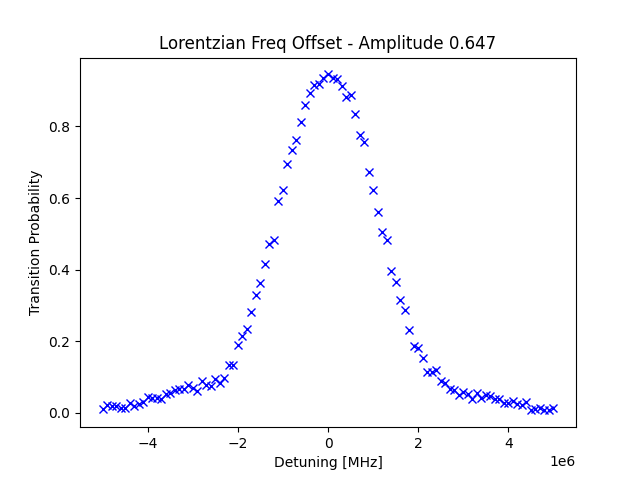 Lorentzian Freq Offset - Amplitude 0.647
Transition Probability
0.8
0.6
0.4
0.2
0.0
−4
−2
0
2
4
1e6
Detuning [MHz]